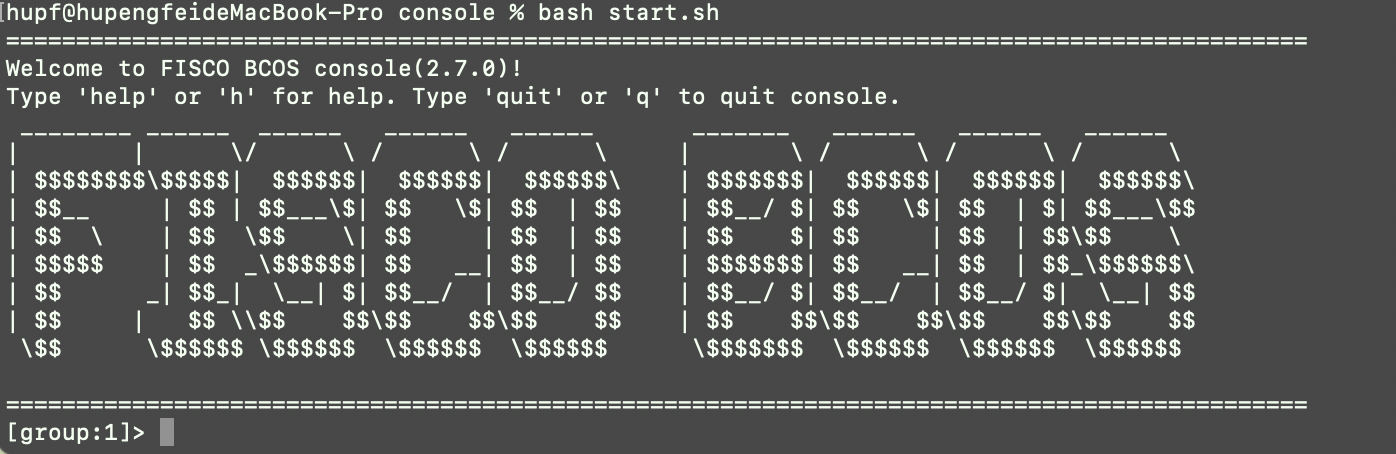 hupf@hupengfeideMacBook-Pro console % bash start.sh
=============================================================================================
Welcome to FISCO BCOS console(2.7.0)!
Type 'help' or 'h' for help. Type 'quit' or 'q' to quit console.
 ________ ______  ______   ______   ______       _______   ______   ______   ______
|        |      \/      \ /      \ /      \     |       \ /      \ /      \ /      \
| $$$$$$$$\$$$$$|  $$$$$$|  $$$$$$|  $$$$$$\    | $$$$$$$|  $$$$$$|  $$$$$$|  $$$$$$\
| $$__     | $$ | $$___\$| $$   \$| $$  | $$    | $$__/ $| $$   \$| $$  | $| $$___\$$
| $$  \    | $$  \$$    \| $$     | $$  | $$    | $$    $| $$     | $$  | $$\$$    \
| $$$$$    | $$  _\$$$$$$| $$   __| $$  | $$    | $$$$$$$| $$   __| $$  | $$_\$$$$$$\
| $$      _| $$_|  \__| $| $$__/  | $$__/ $$    | $$__/ $| $$__/  | $$__/ $|  \__| $$
| $$     |   $$ \\$$    $$\$$    $$\$$    $$    | $$    $$\$$    $$\$$    $$\$$    $$
 \$$      \$$$$$$ \$$$$$$  \$$$$$$  \$$$$$$      \$$$$$$$  \$$$$$$  \$$$$$$  \$$$$$$
=============================================================================================
[group:1]>